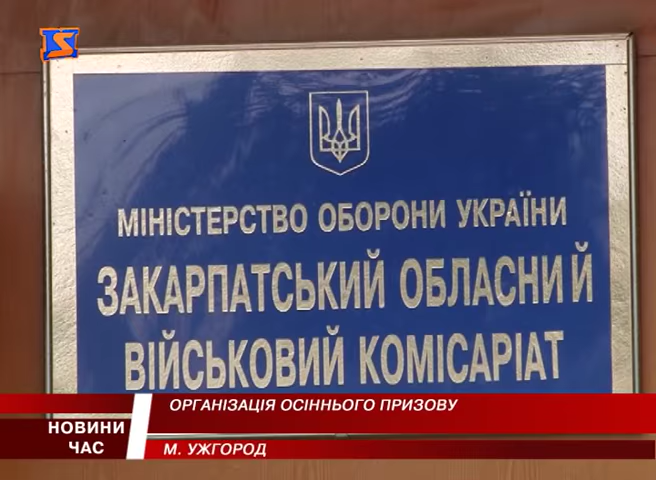 МІНІСТЕРСТВО ОБОРОНИ УКРАЇНИ
ЗАКАРПАТСЬКИЙ ОБЛАСНИЙ
ВІЙСЬКОВИЙ КОМІСАРІАТ
ОРГАНІЗАЦІЯ ОСІННЬОГО ПРИЗОВУ
НОВИНИ
ЧАС
М. УЖГОРОД